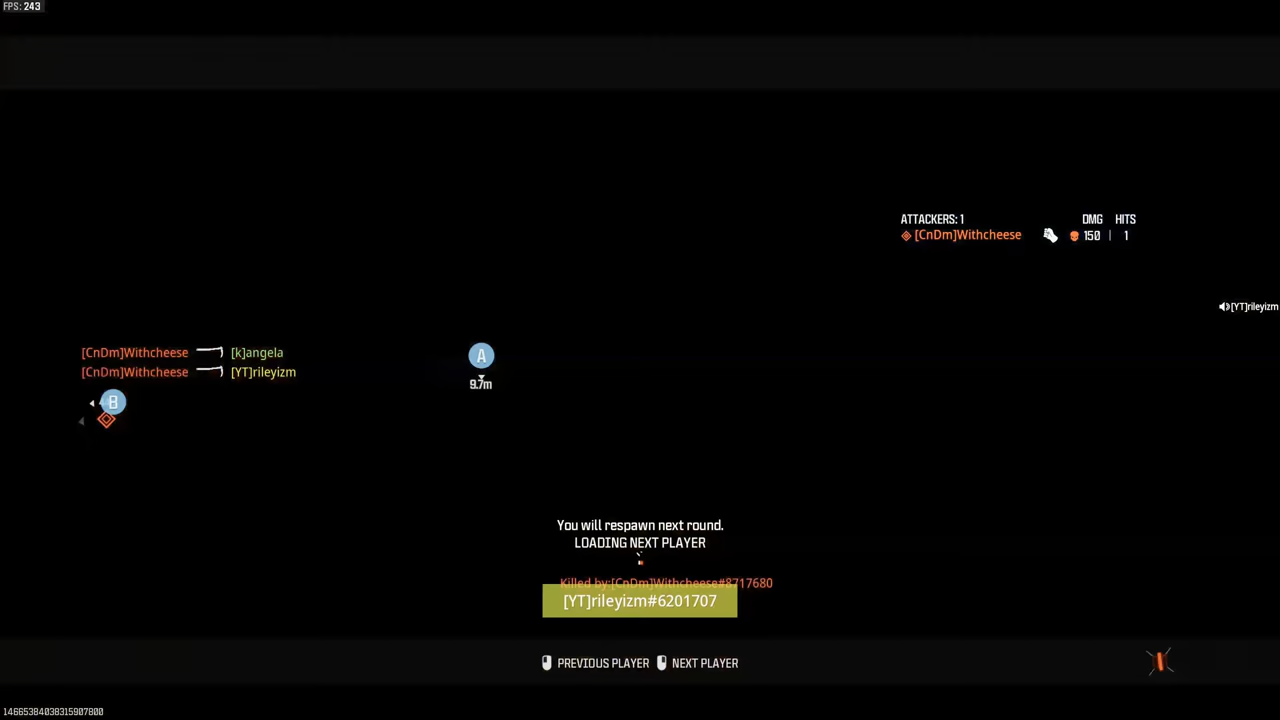 FPS: 243
ATTACKERS: 1 DMG HITS
[CnDm]Withcheese 150 | 1
[YT]rileyizm
[CnDm]Withcheese [k]angela
[CnDm]Withcheese [YT]rileyizm
A
9.7m
B
You will respawn next round.
LOADING NEXT PLAYER
Killed by:[CnDm]Withcheese#8717680
[YT]rileyizm#6201707
PREVIOUS PLAYER NEXT PLAYER
14665384038315907800